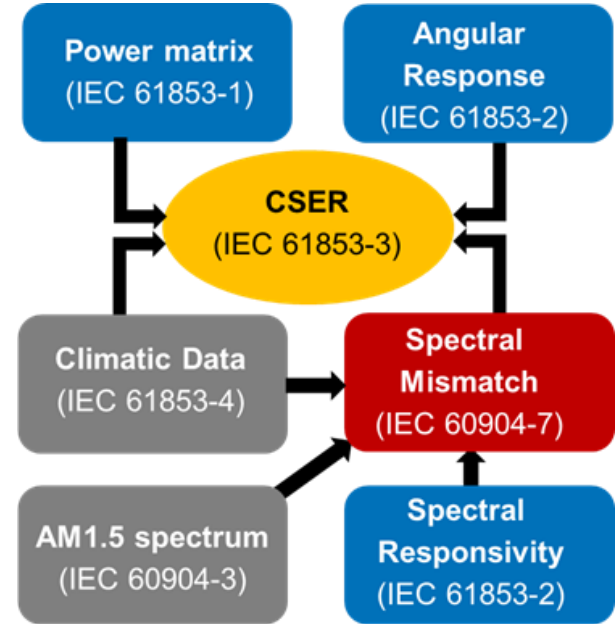 Power matrix
(IEC 61853-1)
Angular
Response
(IEC 61853-2)
CSER
(IEC 61853-3)
Climatic Data
(IEC 61853-4)
Spectral
Mismatch
(IEC 60904-7)
AM1.5 spectrum
(IEC 60904-3)
Spectral
Responsivity
(IEC 61853-2)